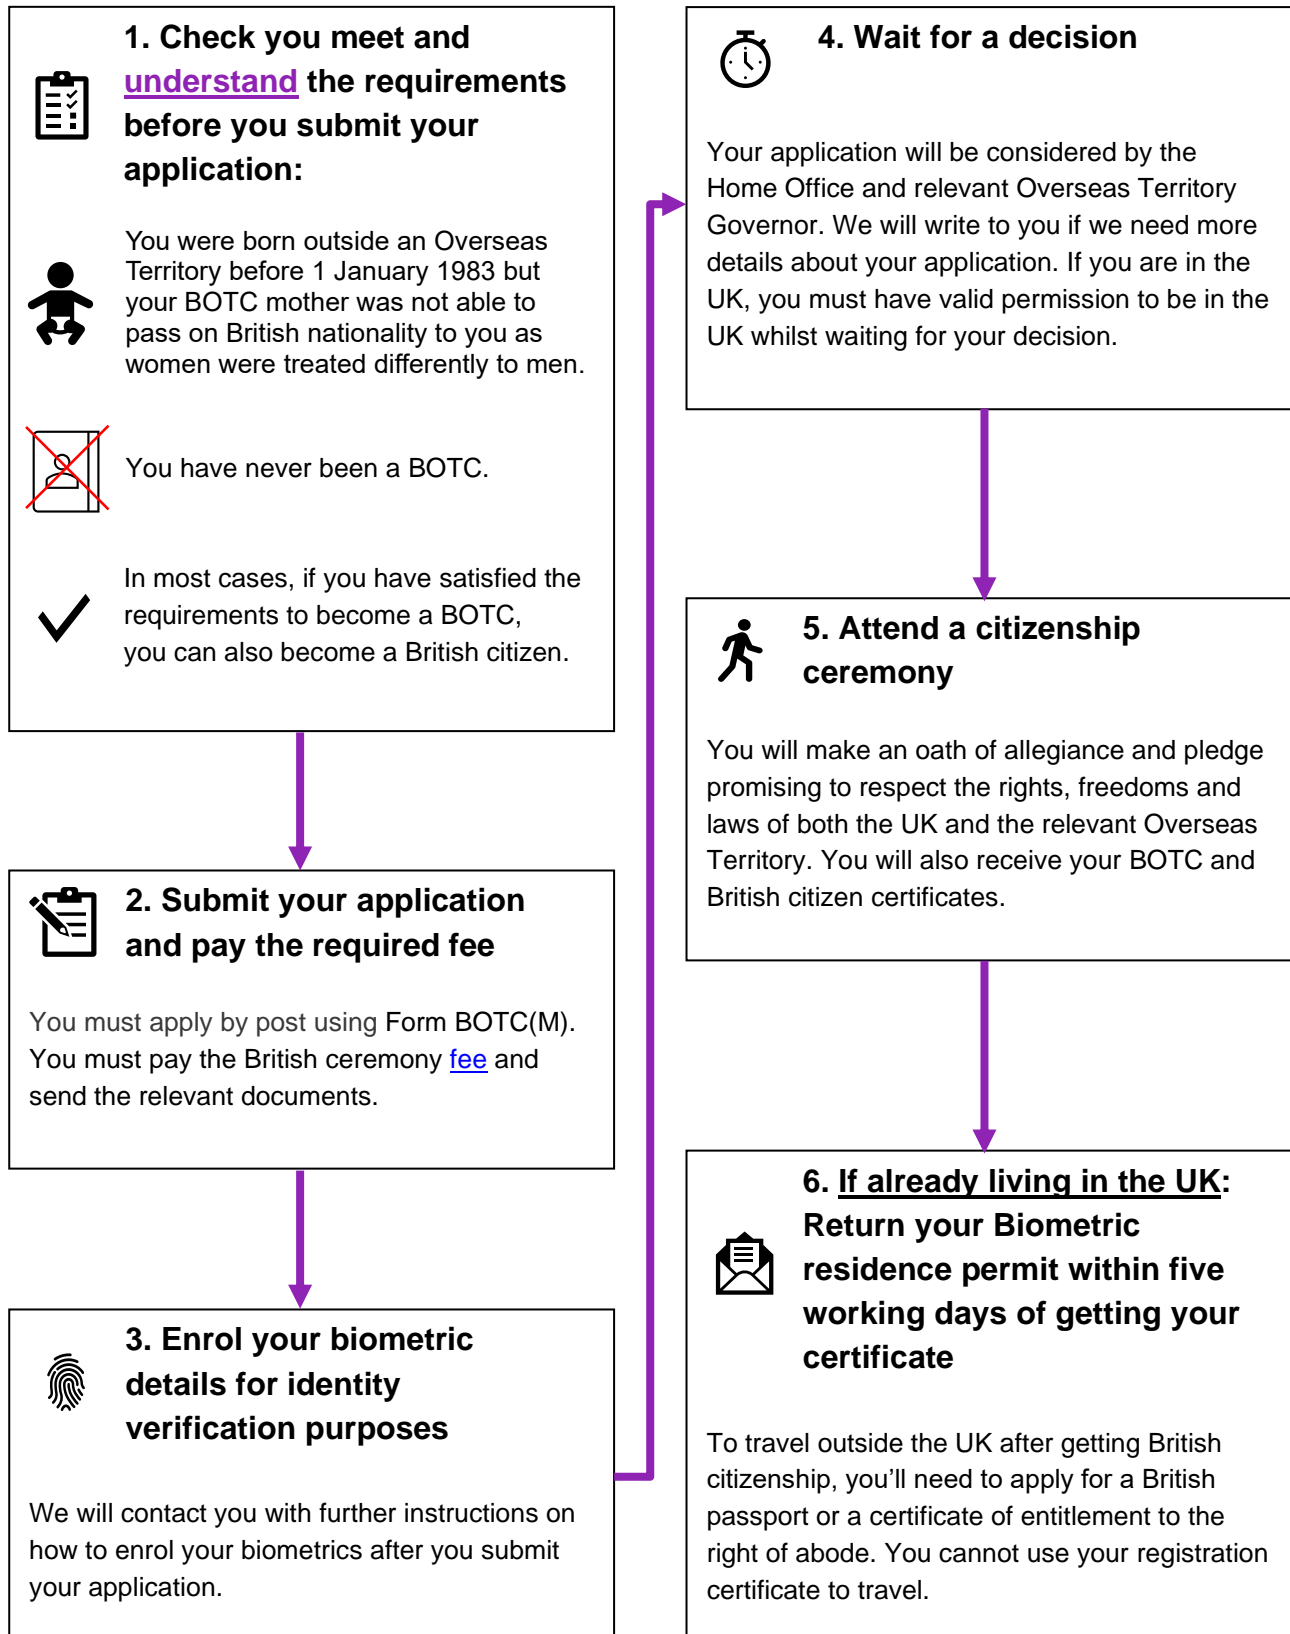 1. Check you meet and
understand the requirements
before you submit your
application:
You were born outside an Overseas
Territory before 1 January 1983 but
your BOTC mother was not able to
pass on British nationality to you as
women were treated differently to men.
You have never been a BOTC.
In most cases, if you have satisfied the
requirements to become a BOTC,
you can also become a British citizen.
2. Submit your application
and pay the required fee
You must apply by post using Form BOTC(M).
You must pay the British ceremony fee and
send the relevant documents.
3. Enrol your biometric
details for identity
verification purposes
We will contact you with further instructions on
how to enrol your biometrics after you submit
your application.
4. Wait for a decision
Your application will be considered by the
Home Office and relevant Overseas Territory
Governor. We will write to you if we need more
details about your application. If you are in the
UK, you must have valid permission to be in the
UK whilst waiting for your decision.
5. Attend a citizenship
ceremony
You will make an oath of allegiance and pledge
promising to respect the rights, freedoms and
laws of both the UK and the relevant Overseas
Territory. You will also receive your BOTC and
British citizen certificates.
6. If already living in the UK:
Return your Biometric
residence permit within five
working days of getting your
certificate
To travel outside the UK after getting British
citizenship, you’ll need to apply for a British
passport or a certificate of entitlement to the
right of abode. You cannot use your registration
certificate to travel.